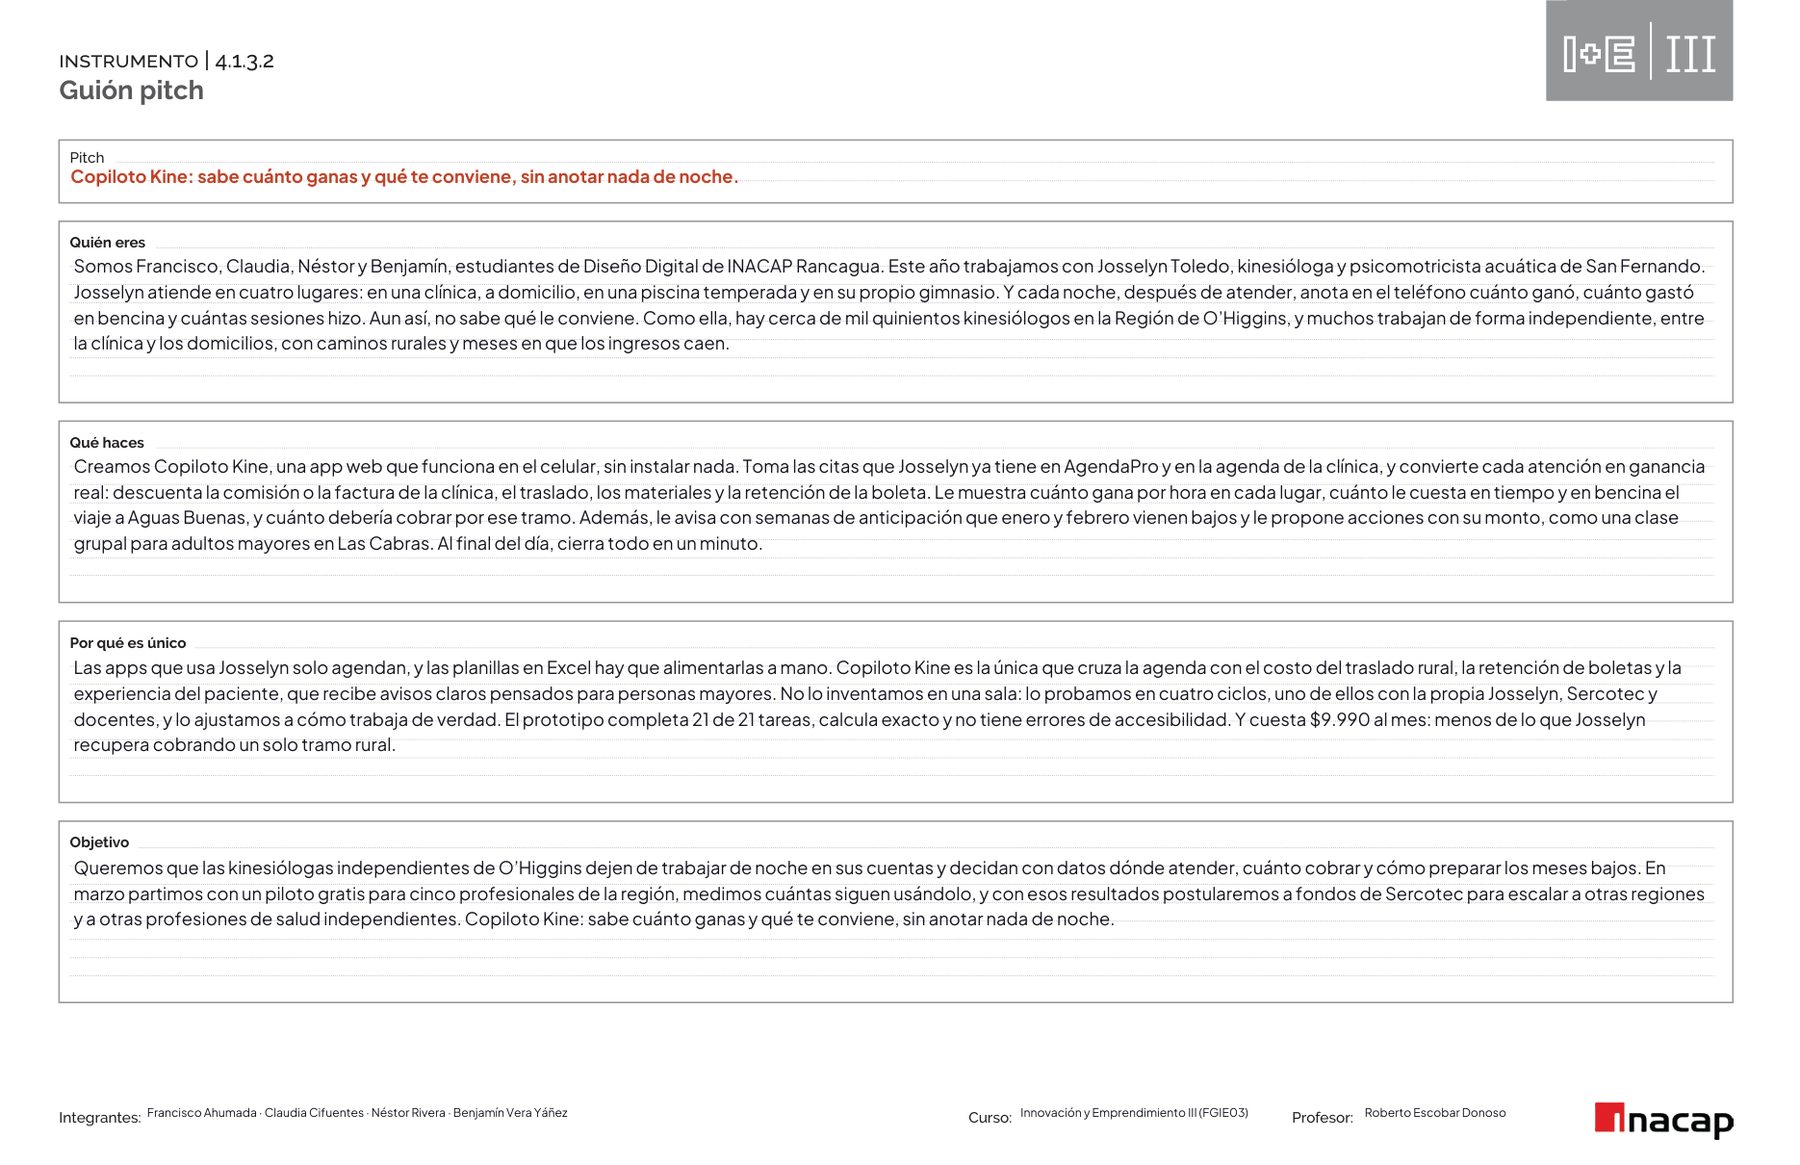 INSTRUMENTO | 4.1.3.2
Guión pitch
I+E | III
Pitch
Copiloto Kine: sabe cuánto ganas y qué te conviene, sin anotar nada de noche.
Quién eres
Somos Francisco, Claudia, Néstor y Benjamín, estudiantes de Diseño Digital de INACAP Rancagua. Este año trabajamos con Josselyn Toledo, kinesióloga y psicomotricista acuática de San Fernando.
Josselyn atiende en cuatro lugares: en una clínica, a domicilio, en una piscina temperada y en su propio gimnasio. Y cada noche, después de atender, anota en el teléfono cuánto ganó, cuánto gastó
en bencina y cuántas sesiones hizo. Aun así, no sabe qué le conviene. Como ella, hay cerca de mil quinientos kinesiólogos en la Región de O'Higgins, y muchos trabajan de forma independiente, entre
la clínica y los domicilios, con caminos rurales y meses en que los ingresos caen.
Qué haces
Creamos Copiloto Kine, una app web que funciona en el celular, sin instalar nada. Toma las citas que Josselyn ya tiene en AgendaPro y en la agenda de la clínica, y convierte cada atención en ganancia
real: descuenta la comisión o la factura de la clínica, el traslado, los materiales y la retención de la boleta. Le muestra cuánto gana por hora en cada lugar, cuánto le cuesta en tiempo y en bencina el
viaje a Aguas Buenas, y cuánto debería cobrar por ese tramo. Además, le avisa con semanas de anticipación que enero y febrero vienen bajos y le propone acciones con su monto, como una clase
grupal para adultos mayores en Las Cabras. Al final del día, cierra todo en un minuto.
Por qué es único
Las apps que usa Josselyn solo agendan, y las planillas en Excel hay que alimentarlas a mano. Copiloto Kine es la única que cruza la agenda con el costo del traslado rural, la retención de boletas y la
experiencia del paciente, que recibe avisos claros pensados para personas mayores. No lo inventamos en una sala: lo probamos en cuatro ciclos, uno de ellos con la propia Josselyn, Sercotec y
docentes, y lo ajustamos a cómo trabaja de verdad. El prototipo completa 21 de 21 tareas, calcula exacto y no tiene errores de accesibilidad. Y cuesta $9.990 al mes: menos de lo que Josselyn
recupera cobrando un solo tramo rural.
Objetivo
Queremos que las kinesiólogas independientes de O'Higgins dejen de trabajar de noche en sus cuentas y decidan con datos dónde atender, cuánto cobrar y cómo preparar los meses bajos. En
marzo partimos con un piloto gratis para cinco profesionales de la región, medimos cuántas siguen usándolo, y con esos resultados postularemos a fondos de Sercotec para escalar a otras regiones
y a otras profesiones de salud independientes. Copiloto Kine: sabe cuánto ganas y qué te conviene, sin anotar nada de noche.
Integrantes: Francisco Ahumada · Claudia Cifuentes · Néstor Rivera · Benjamín Vera Yáñez
Curso: Innovación y Emprendimiento III (FGIE03)
Profesor: Roberto Escobar Donoso
inacap